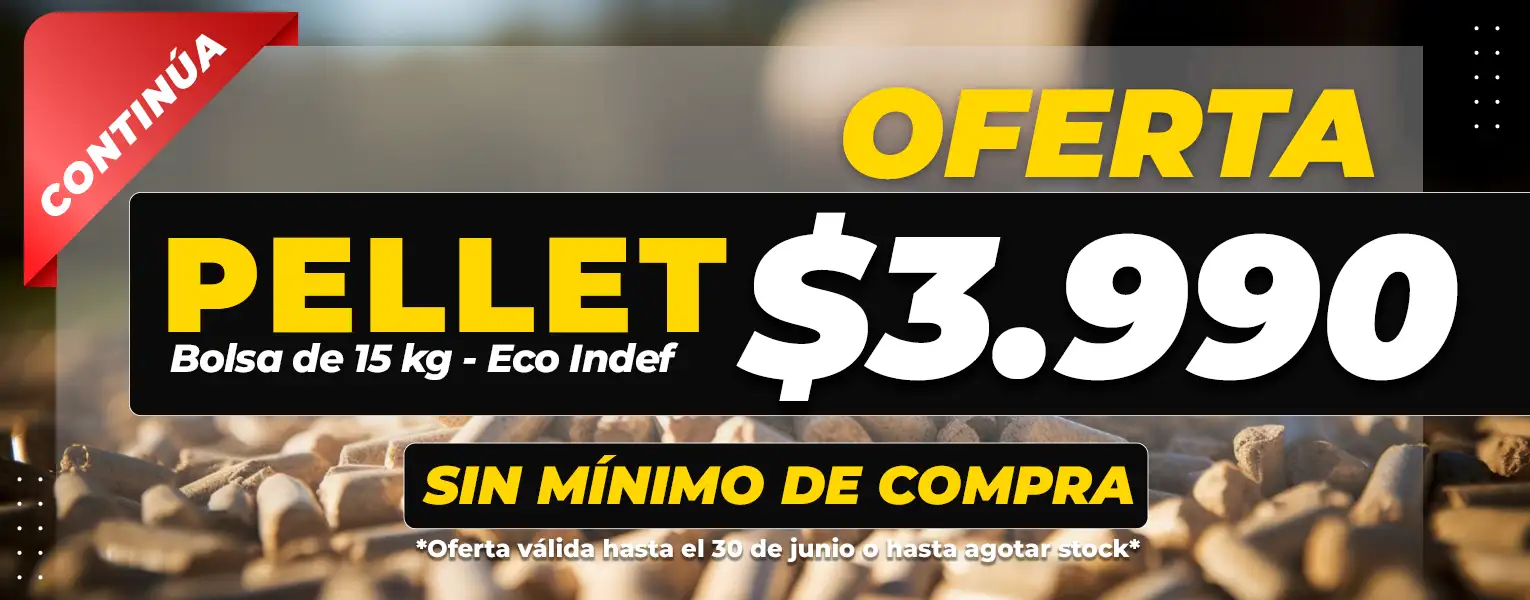 CONTINÚA
OFERTA
PELLET
$3.990
Bolsa de 15 kg - Eco Indef
SIN MÍNIMO DE COMPRA
*Oferta válida hasta el 30 de junio o hasta agotar stock*